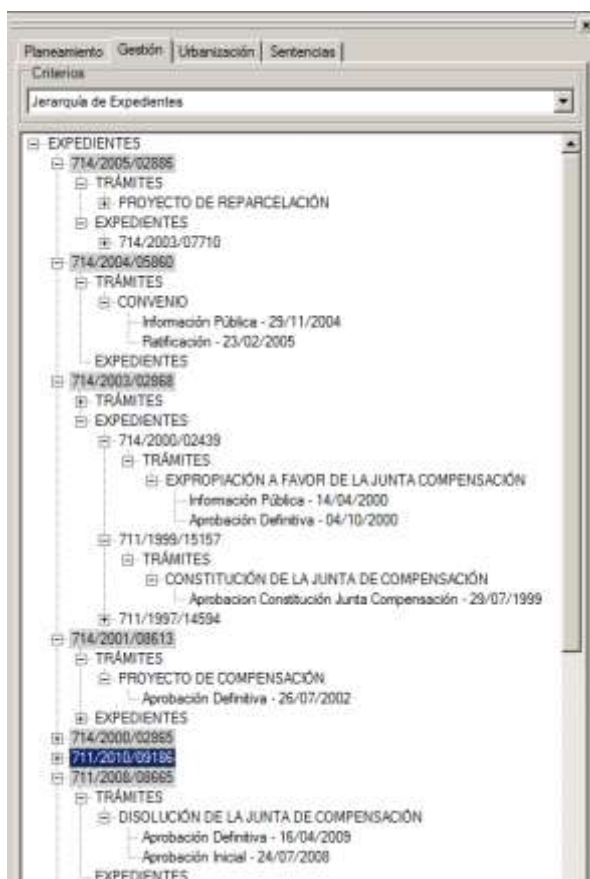 Planeamiento Gestión Urbanización Sentencias
Criterios
Jerarquía de Expedientes
EXPEDIENTES
714/2005/02886
TRÁMITES
PROYECTO DE REPARCELACIÓN
EXPEDIENTES
714/2003/07710
714/2004/05860
TRÁMITES
CONVENIO
Información Pública - 29/11/2004
Ratificación - 23/02/2005
EXPEDIENTES
714/2003/02868
TRÁMITES
EXPEDIENTES
714/2000/02439
TRÁMITES
EXPROPIACIÓN A FAVOR DE LA JUNTA COMPENSACIÓN
Información Pública - 14/04/2000
Aprobación Definitiva - 04/10/2000
711/1999/15157
TRÁMITES
CONSTITUCIÓN DE LA JUNTA DE COMPENSACIÓN
Aprobacion Constitución Junta Compensación - 29/07/1999
711/1997/14594
714/2001/08613
TRÁMITES
PROYECTO DE COMPENSACIÓN
Aprobación Definitiva - 26/07/2002
EXPEDIENTES
714/2000/02865
711/2010/09186
711/2008/08665
TRÁMITES
DISOLUCIÓN DE LA JUNTA DE COMPENSACIÓN
Aprobación Definitiva - 16/04/2009
Aprobación Inicial - 24/07/2008
EXPEDIENTES